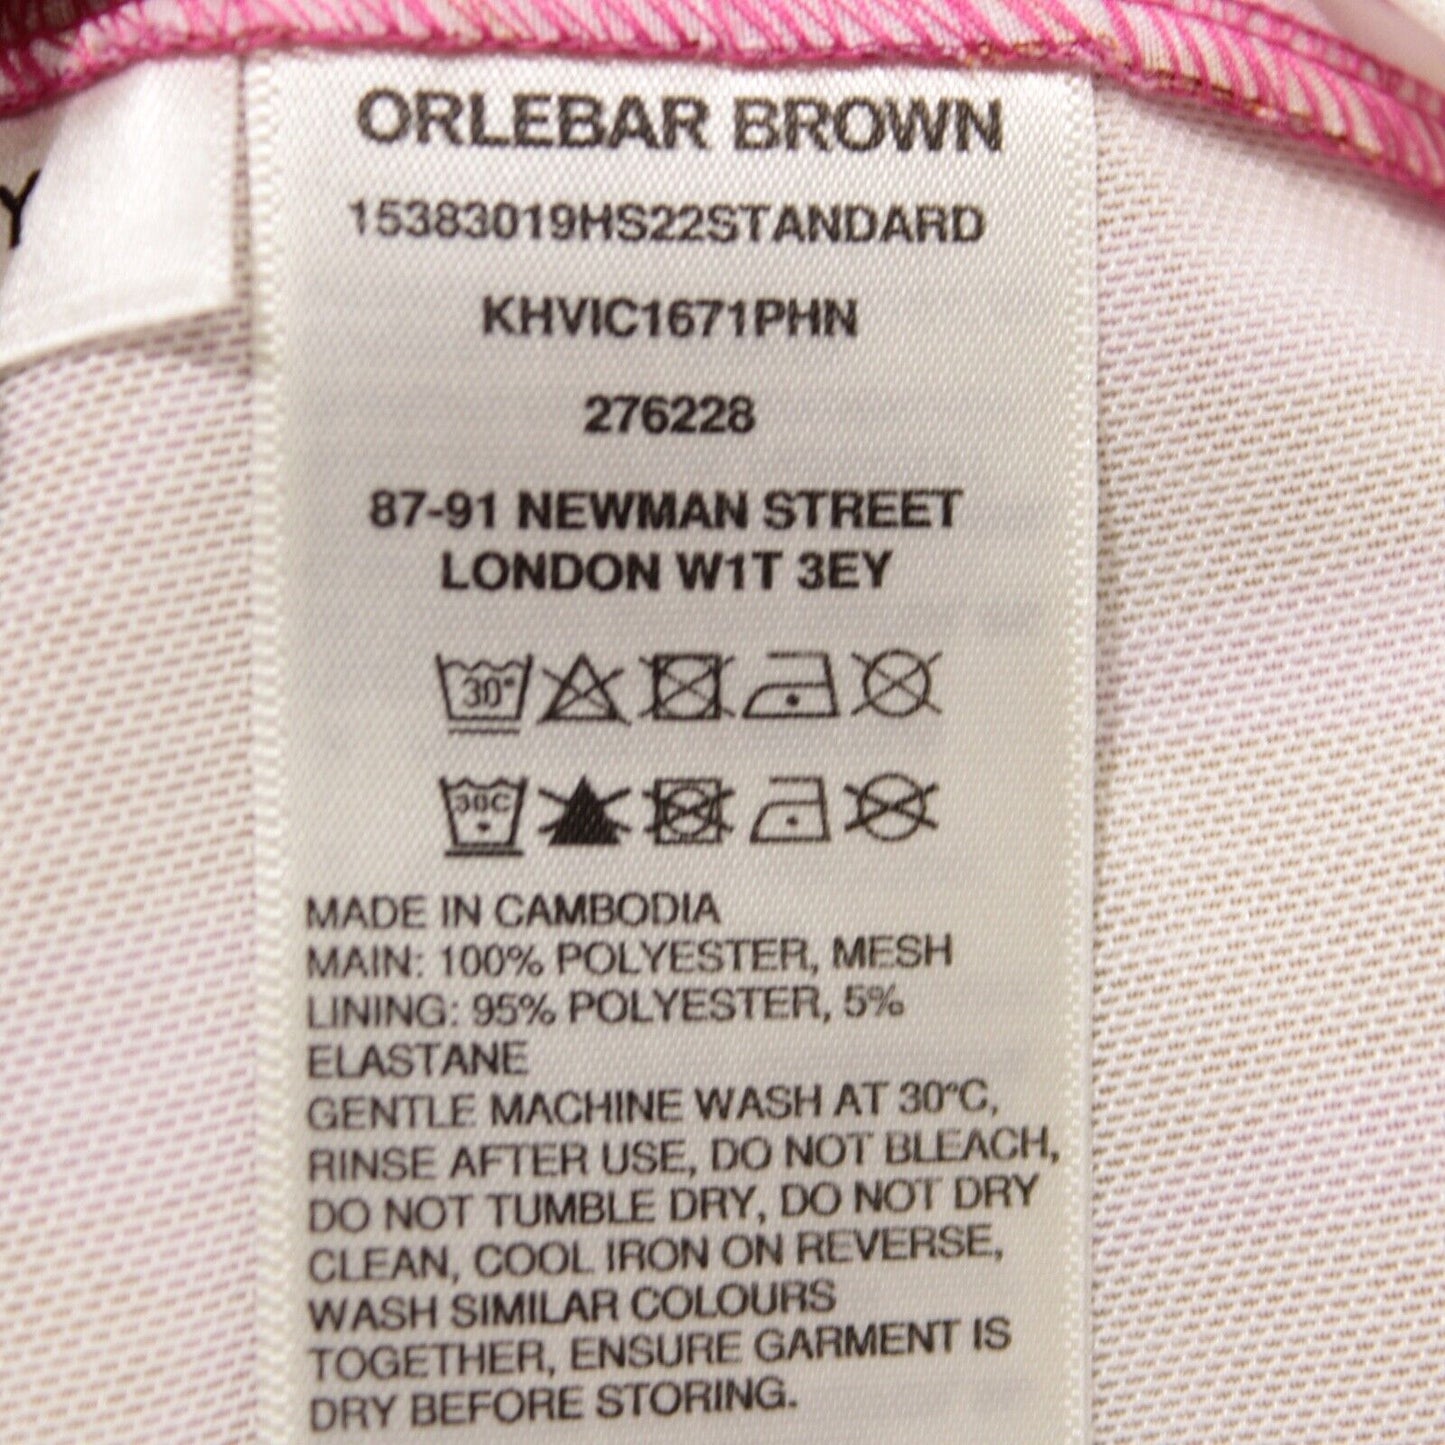 ORLEBAR BROWN
15383019HS22STANDARD
KHVIC1671PHN
276228
87-91 NEWMAN STREET
LONDON W1T 3EY
30°
30C
MADE IN CAMBODIA
MAIN: 100% POLYESTER, MESH
LINING: 95% POLYESTER, 5%
ELASTANE
GENTLE MACHINE WASH AT 30°C,
RINSE AFTER USE, DO NOT BLEACH,
DO NOT TUMBLE DRY, DO NOT DRY
CLEAN, COOL IRON ON REVERSE,
WASH SIMILAR COLOURS
TOGETHER, ENSURE GARMENT IS
DRY BEFORE STORING.
Y